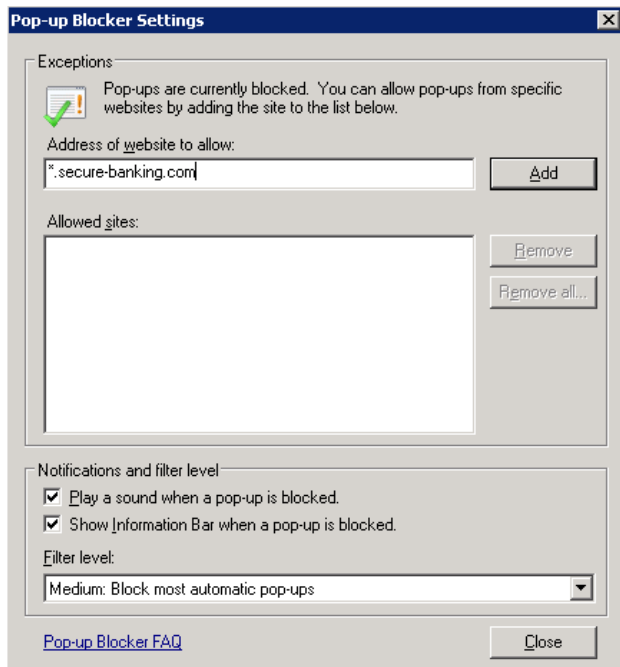 Pop-up Blocker Settings
Exceptions
Pop-ups are currently blocked. You can allow pop-ups from specific
websites by adding the site to the list below.
Address of website to allow:
*.secure-banking.com
Add
Allowed sites:
Remove
Remove all...
Notifications and filter level
Play a sound when a pop-up is blocked.
Show Information Bar when a pop-up is blocked.
Filter level:
Medium: Block most automatic pop-ups
Pop-up Blocker FAQ
Close